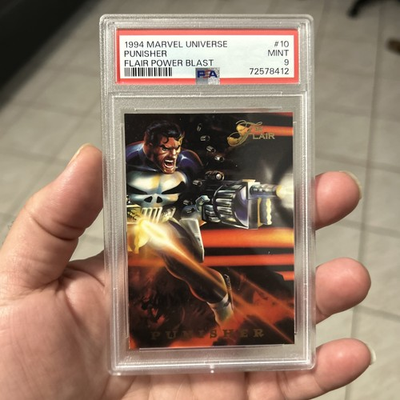 1994 MARVEL UNIVERSE #10
PUNISHER MINT
FLAIR POWER BLAST PSA 9
72578412
FLAIR
PUNISHER